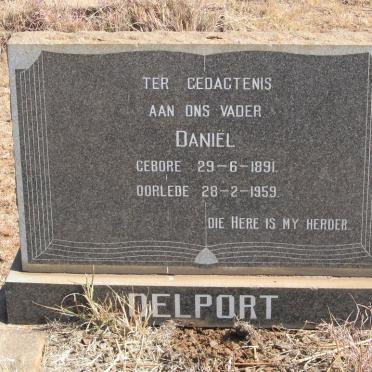 TER GEDAGTENIS
AAN ONS VADER
DANIËL
GEBORE 29-6-1891.
OORLEDE 28-2-1959.
DIE HERE IS MY HERDER.
DELPORT